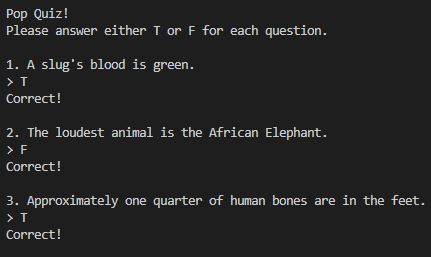 Pop Quiz!
Please answer either T or F for each question.
1. A slug's blood is green.
> T
Correct!
2. The loudest animal is the African Elephant.
> F
Correct!
3. Approximately one quarter of human bones are in the feet.
> T
Correct!